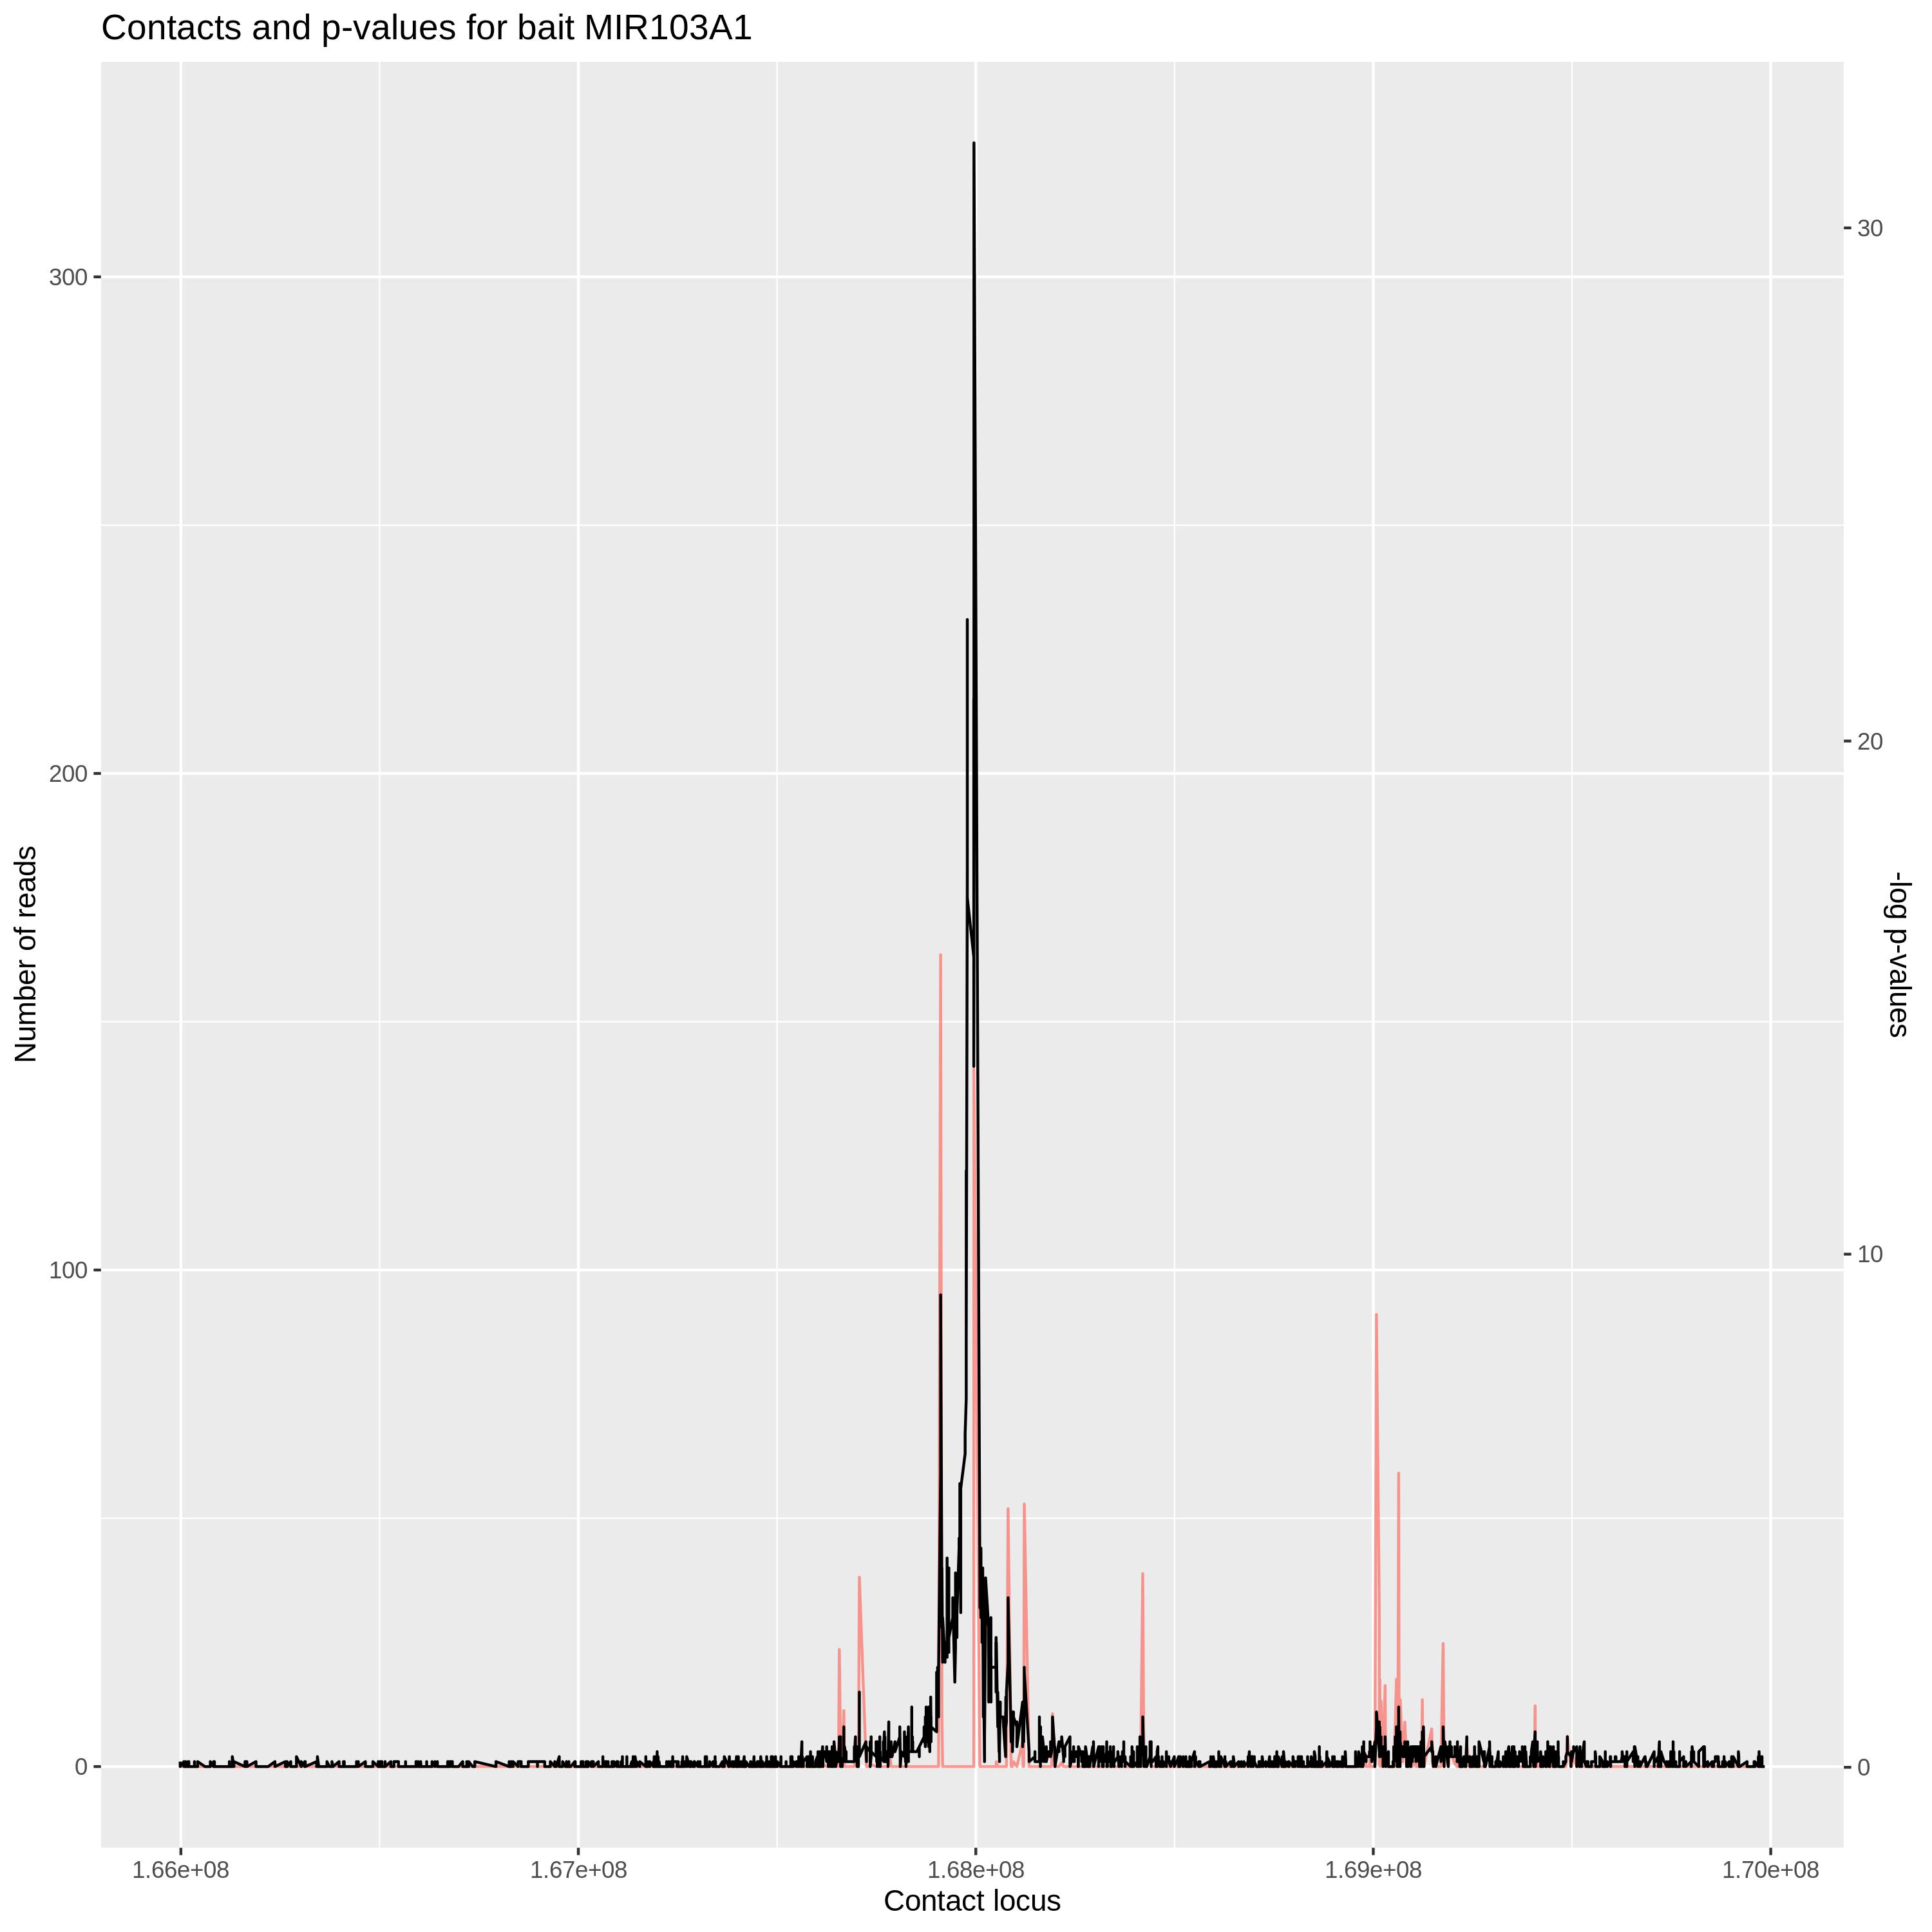 Contacts and p-values for bait MIR103A1
300
200
100
0
Number of reads
30
20
10
0
-log p-values
1.66e+08 1.67e+08 1.68e+08 1.69e+08 1.70e+08
Contact locus